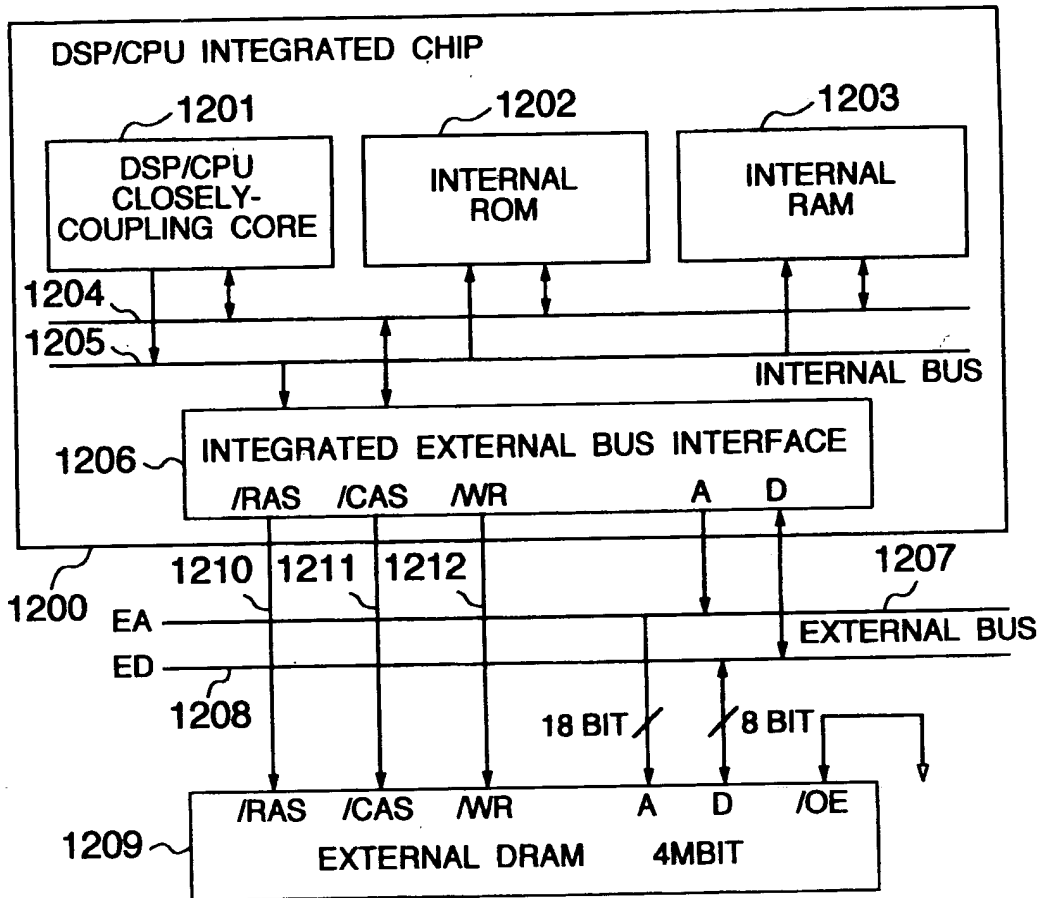 DSP/CPU INTEGRATED CHIP
1201
1202
1203
DSP/CPU
CLOSELY-
COUPLING CORE
INTERNAL
ROM
INTERNAL
RAM
1204
1205
INTERNAL BUS
1206
INTEGRATED EXTERNAL BUS INTERFACE
/RAS /CAS /WR A D
1200
1210 1211 1212
1207
EA
EXTERNAL BUS
ED
1208
18 BIT
8 BIT
/RAS /CAS /WR A D /OE
1209
EXTERNAL DRAM 4MBIT